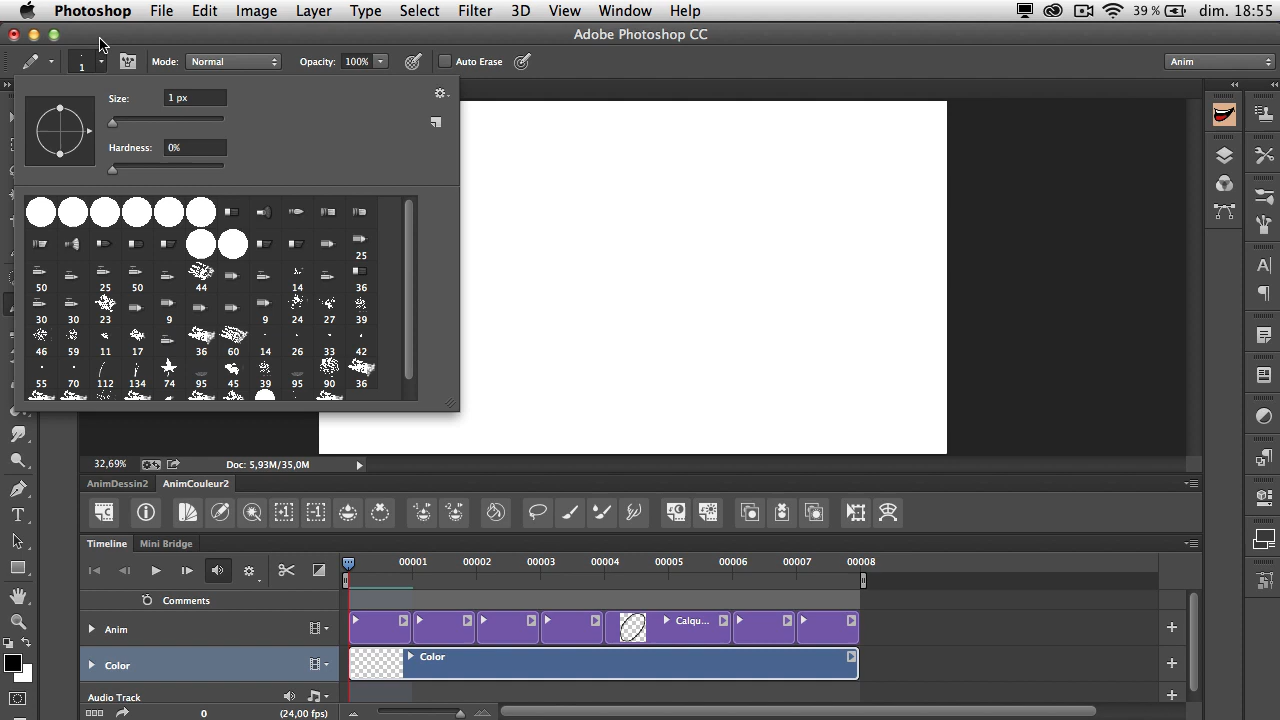 Photoshop File Edit Image Layer Type Select Filter 3D View Window Help 39 % dim. 18:55
Adobe Photoshop CC
1 Mode: Normal Opacity: 100% Auto Erase Anim
Size: 1 px
Hardness: 0%
25
50 25 50 44 14 36
30 30 23 9 9 24 27 39
46 59 11 17 36 60 14 26 33 42
55 70 112 134 74 95 45 39 95 90 36
32,69% Doc: 5,93M/35,0M
AnimDessin2 AnimCouleur2
Timeline Mini Bridge
00001 00002 00003 00004 00005 00006 00007 00008
Comments
Anim Calqu...
Color Color
Audio Track
0 (24,00 fps)